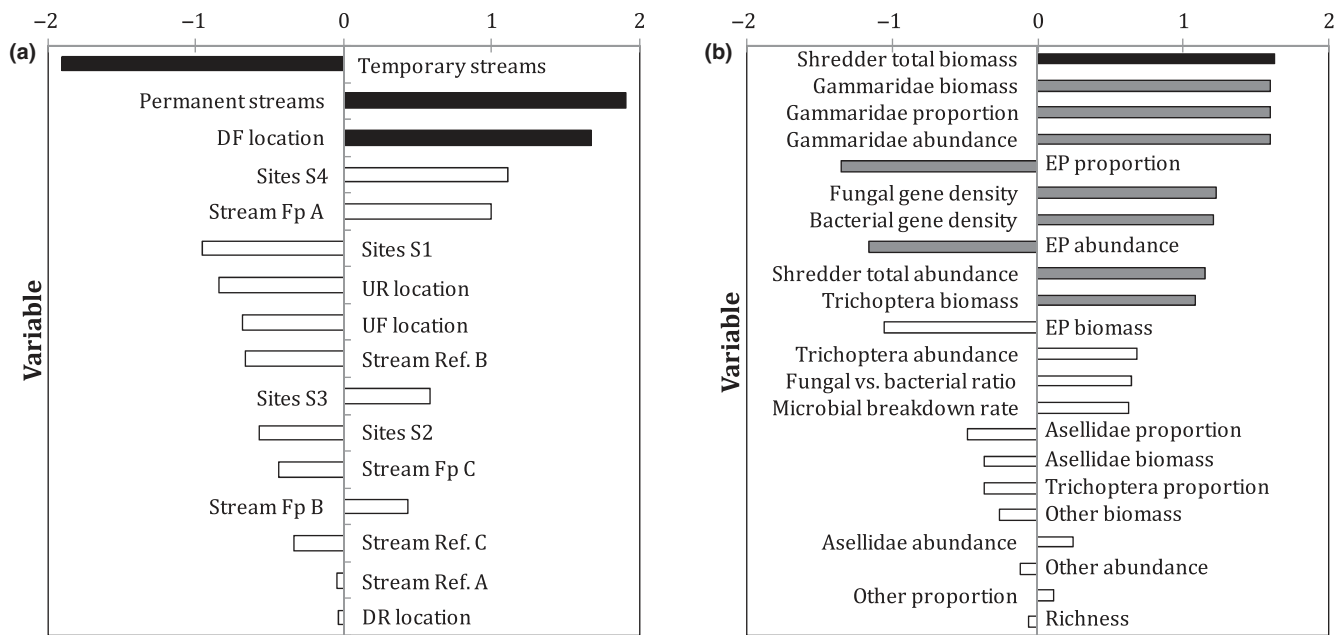 −2 −1 0 1 2
(a)
Temporary streams
Permanent streams
DF location
Sites S4
Stream Fp A
Sites S1
UR location
UF location
Stream Ref. B
Sites S3
Sites S2
Stream Fp C
Stream Fp B
Stream Ref. C
Stream Ref. A
DR location
Variable
−2 −1 0 1 2
(b)
Shredder total biomass
Gammaridae biomass
Gammaridae proportion
Gammaridae abundance
EP proportion
Fungal gene density
Bacterial gene density
EP abundance
Shredder total abundance
Trichoptera biomass
EP biomass
Trichoptera abundance
Fungal vs. bacterial ratio
Microbial breakdown rate
Asellidae proportion
Asellidae biomass
Trichoptera proportion
Other biomass
Asellidae abundance
Other abundance
Other proportion
Richness
Variable